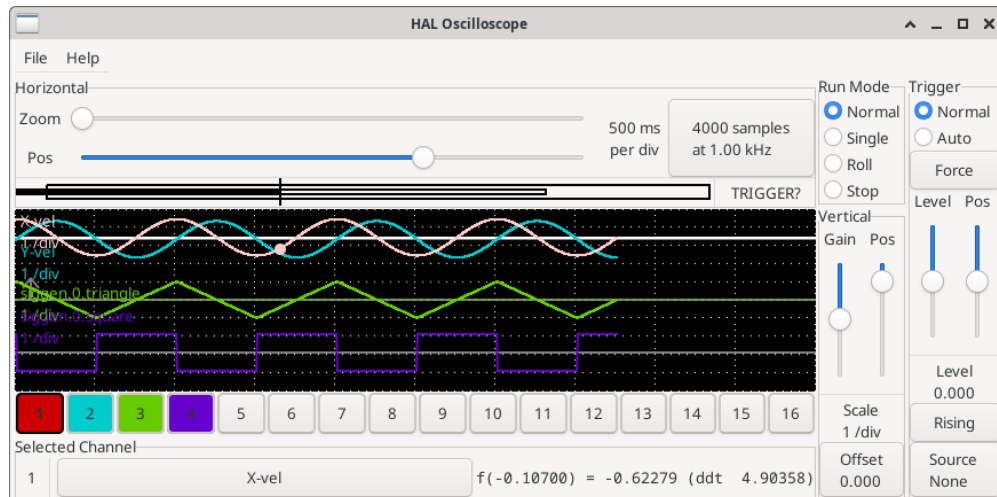 HAL Oscilloscope
File Help
Horizontal
Zoom
Pos
500 ms
per div
4000 samples
at 1.00 kHz
TRIGGER?
Run Mode
Normal
Single
Roll
Stop
Trigger
Normal
Auto
Force
Level Pos
Vertical
Gain Pos
X-vel
1 /div
Y-vel
1 /div
siggen.0.triangle
1 /div
siggen.0.square
1 /div
1 2 3 4 5 6 7 8 9 10 11 12 13 14 15 16
Scale
1 /div
Offset
0.000
Level
0.000
Rising
Source
None
Selected Channel
1 X-vel f(-0.10700) = -0.62279 (ddt 4.90358)